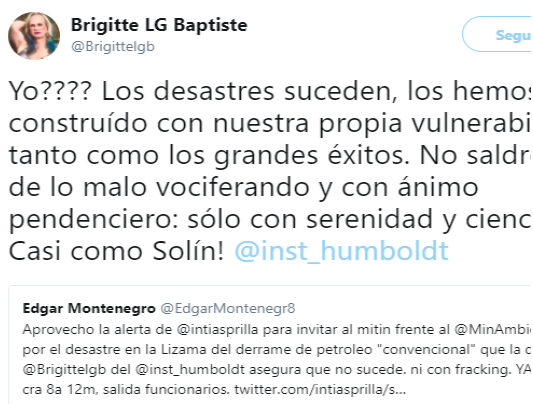 Brigitte LG Baptiste
@Brigittelgb
Segu
Yo???? Los desastres suceden, los hemos
construído con nuestra propia vulnerabi
tanto como los grandes éxitos. No saldre
de lo malo vociferando y con ánimo
pendenciero: sólo con serenidad y cienc
Casi como Solín! @inst_humboldt
Edgar Montenegro @EdgarMontenegr8
Aprovecho la alerta de @intiasprilla para invitar al mitin frente al @MinAmbie
por el desastre en la Lizama del derrame de petroleo "convencional" que la d
@Brigittelgb del @inst_humboldt asegura que no sucede. ni con fracking. YA
cra 8a 12m, salida funcionarios. twitter.com/intiasprilla/s…